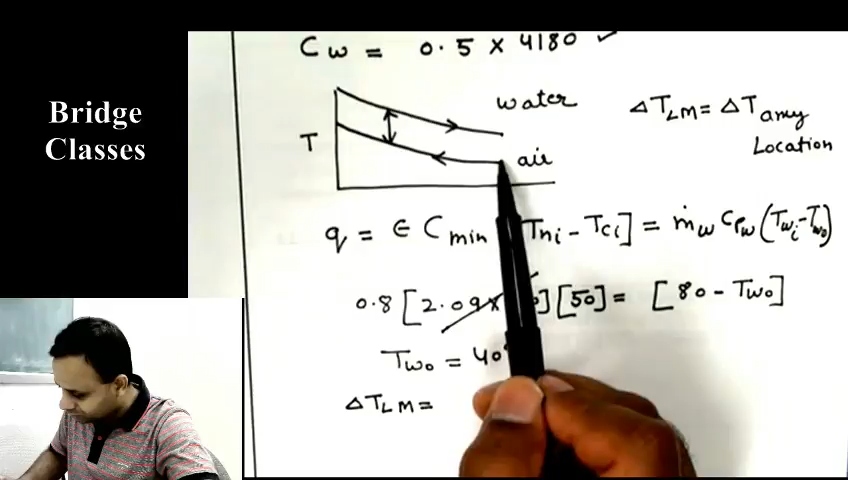 Bridge
Classes
Cw = 0.5 × 4180 ✓
water
ΔTLM = ΔTany
Location
T
air
q = ∈ Cmin Thi - Tci] = ṁw Cpw (Twi - Two)
0.8 [2.09× ] [50] = [80 - Two]
Two = 40
ΔTLM =